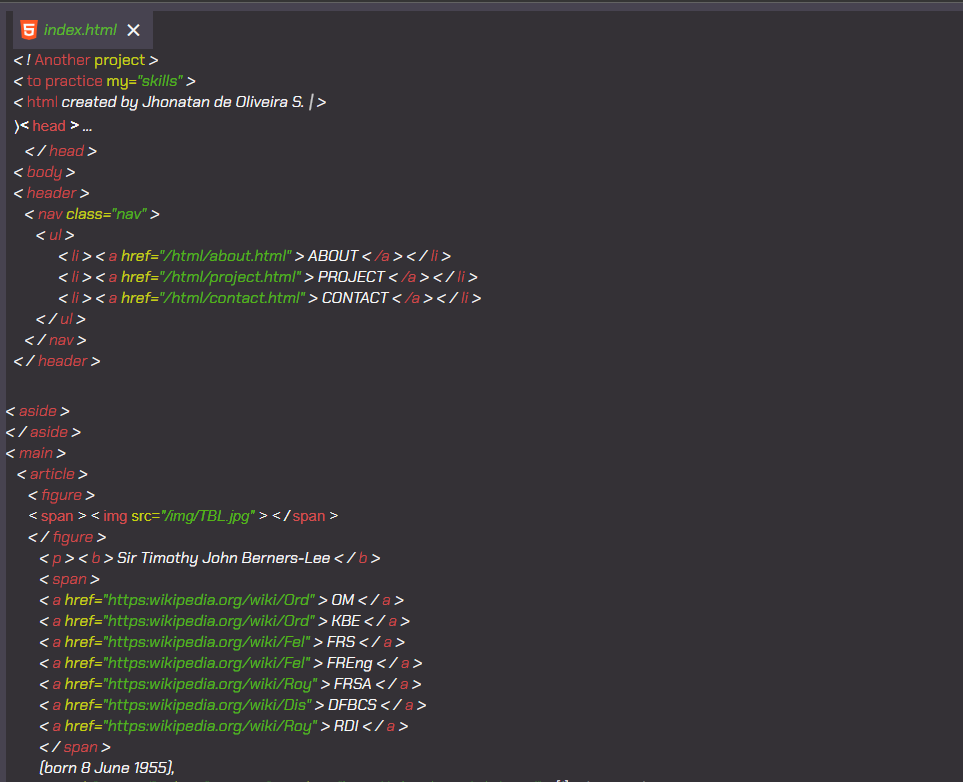 index.html ✕
<! Another project >
< to practice my="skills" >
< html created by Jhonatan de Oliveira S. | >
)< head > ...
</ head >
< body >
< header >
< nav class="nav" >
< ul >
< li > < a href="/html/about.html" > ABOUT < /a > < / li >
< li > < a href="/html/project.html" > PROJECT < /a > < / li >
< li > < a href="/html/contact.html" > CONTACT < /a > < / li >
< / ul >
< / nav >
< / header >
< aside >
< / aside >
< main >
< article >
< figure >
< span > < img src="/img/TBL.jpg" > < / span >
< / figure >
< p > < b > Sir Timothy John Berners-Lee < / b >
< span >
< a href="https:wikipedia.org/wiki/Ord" > OM < / a >
< a href="https:wikipedia.org/wiki/Ord" > KBE < / a >
< a href="https:wikipedia.org/wiki/Fel" > FRS < / a >
< a href="https:wikipedia.org/wiki/Fel" > FREng < / a >
< a href="https:wikipedia.org/wiki/Roy" > FRSA < / a >
< a href="https:wikipedia.org/wiki/Dis" > DFBCS < / a >
< a href="https:wikipedia.org/wiki/Roy" > RDI < / a >
< / span >
(born 8 June 1955),